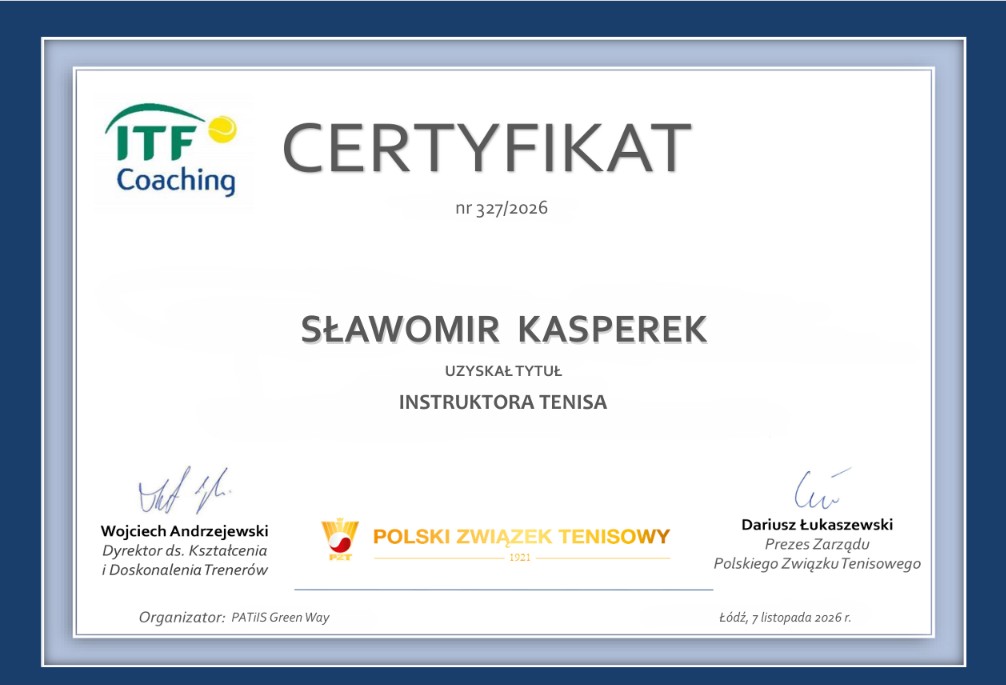 ITF
Coaching
CERTYFIKAT
nr 327/2026
SŁAWOMIR KASPEREK
UZYSKAŁ TYTUŁ
INSTRUKTORA TENISA
Wojciech Andrzejewski
Dyrektor ds. Kształcenia
i Doskonalenia Trenerów
PZT
POLSKI ZWIĄZEK TENISOWY
1921
Dariusz Łukaszewski
Prezes Zarządu
Polskiego Związku Tenisowego
Organizator: PATiIS Green Way
Łódź, 7 listopada 2026 r.